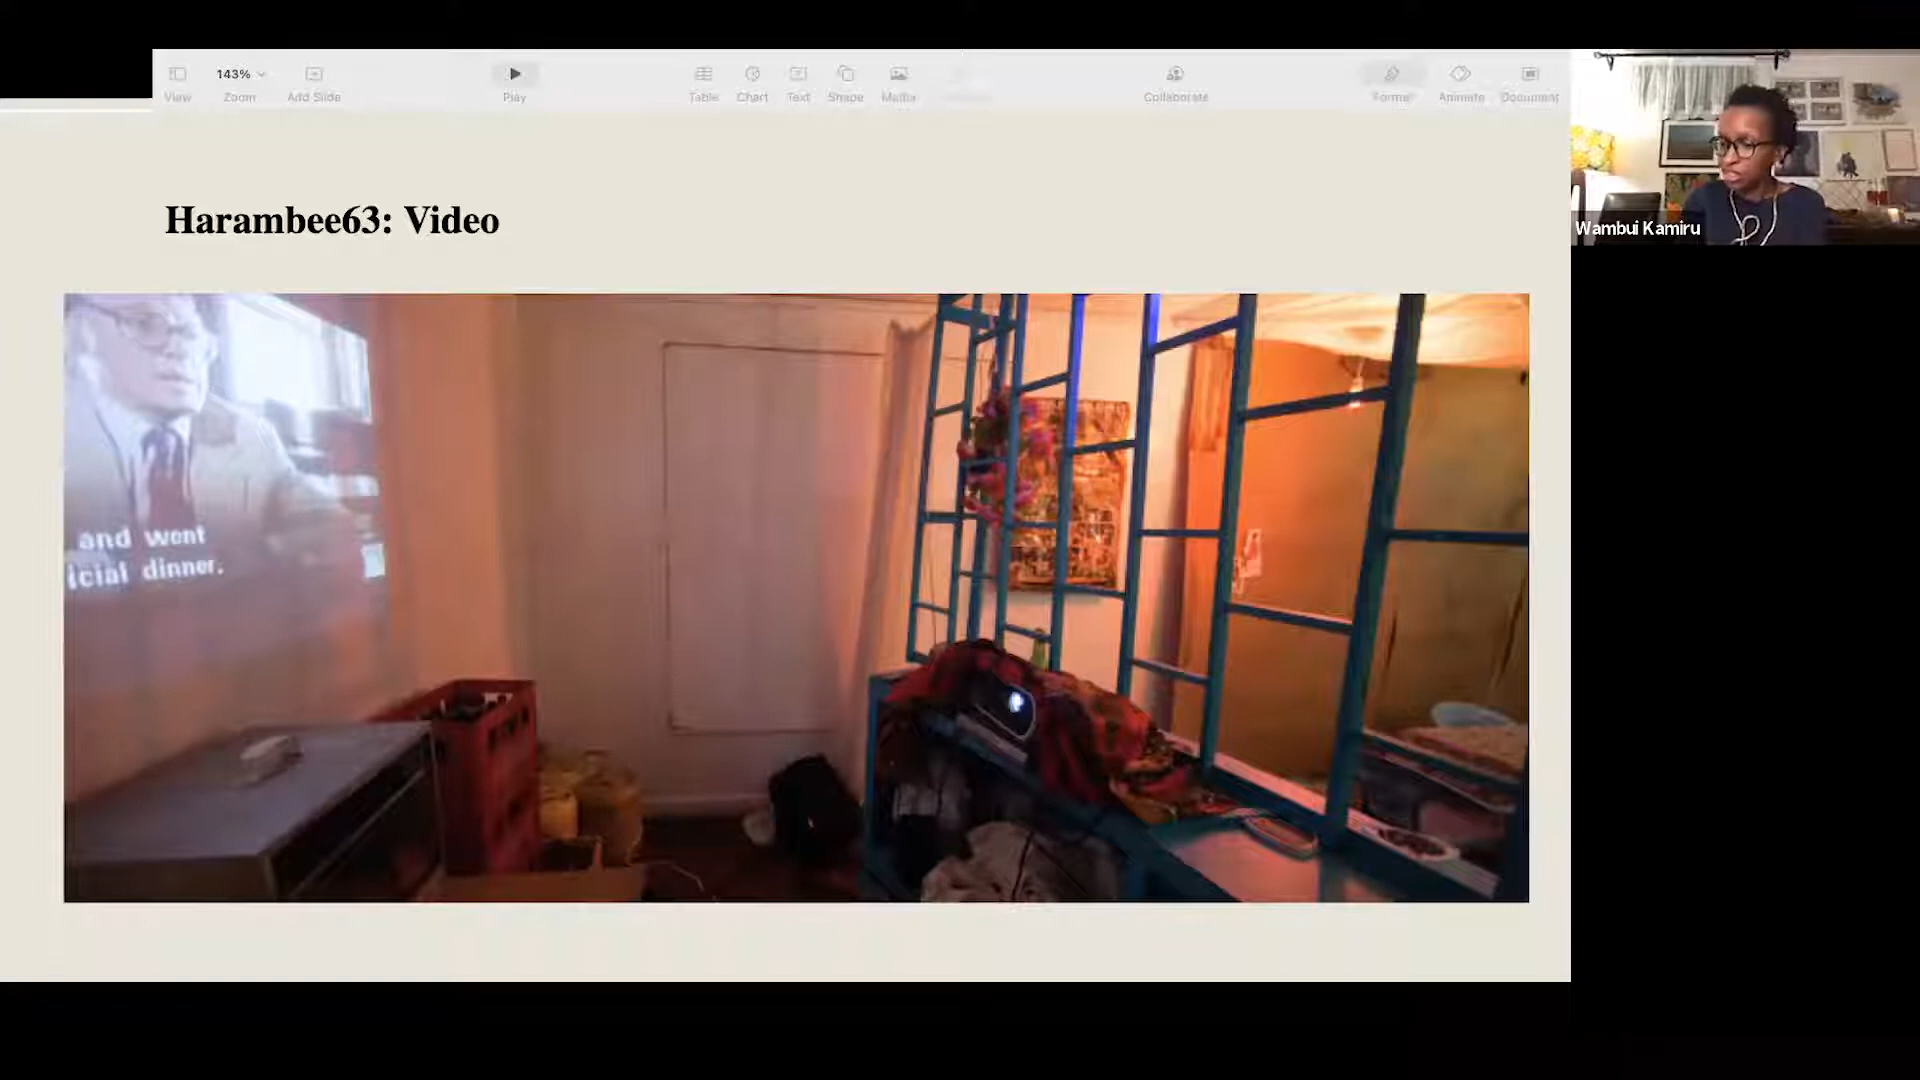 143%
View
Zoom
Add Slide
Play
Table
Chart
Text
Shape
Media
Collaborate
Format
Animate
Document
Wambui Kamiru
Harambee63: Video
and went
icial dinner.